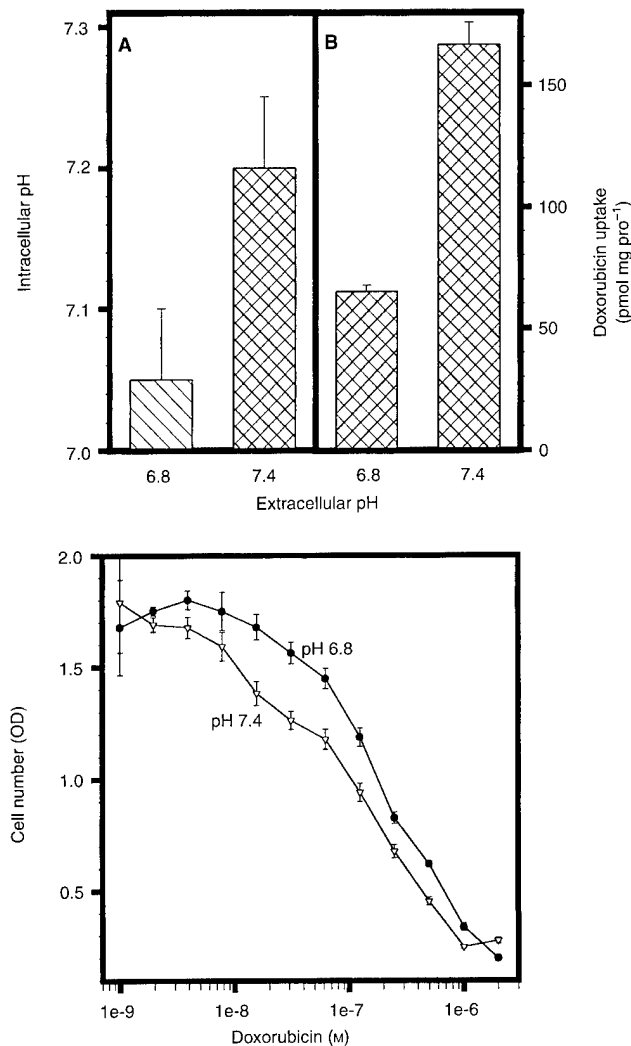 A
B
7.3
7.2
7.1
7.0
Intracellular pH
150
100
50
0
Doxorubicin uptake
(pmol mg pro⁻¹)
6.8
7.4
6.8
7.4
Extracellular pH
2.0
1.5
1.0
0.5
Cell number (OD)
pH 6.8
pH 7.4
1e-9
1e-8
1e-7
1e-6
Doxorubicin (M)